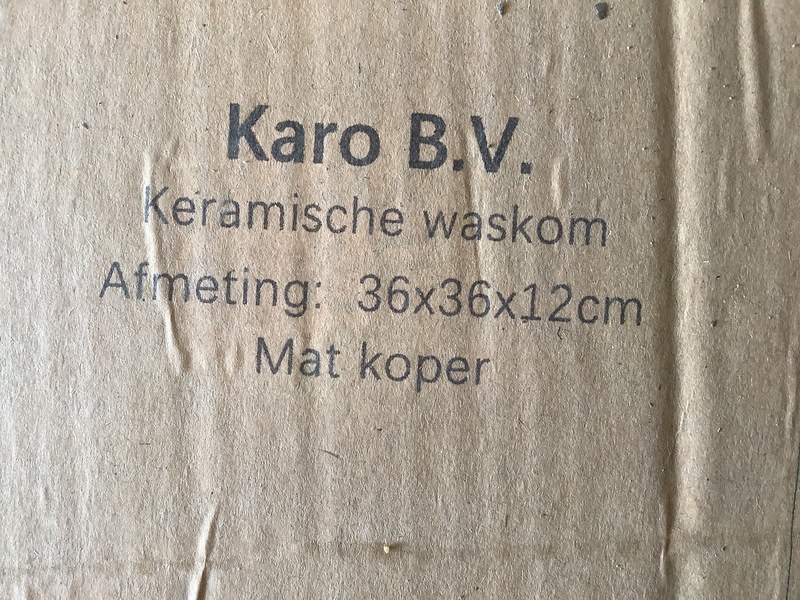 Karo B.V.
Keramische waskom
Afmeting: 36x36x12cm
Mat koper